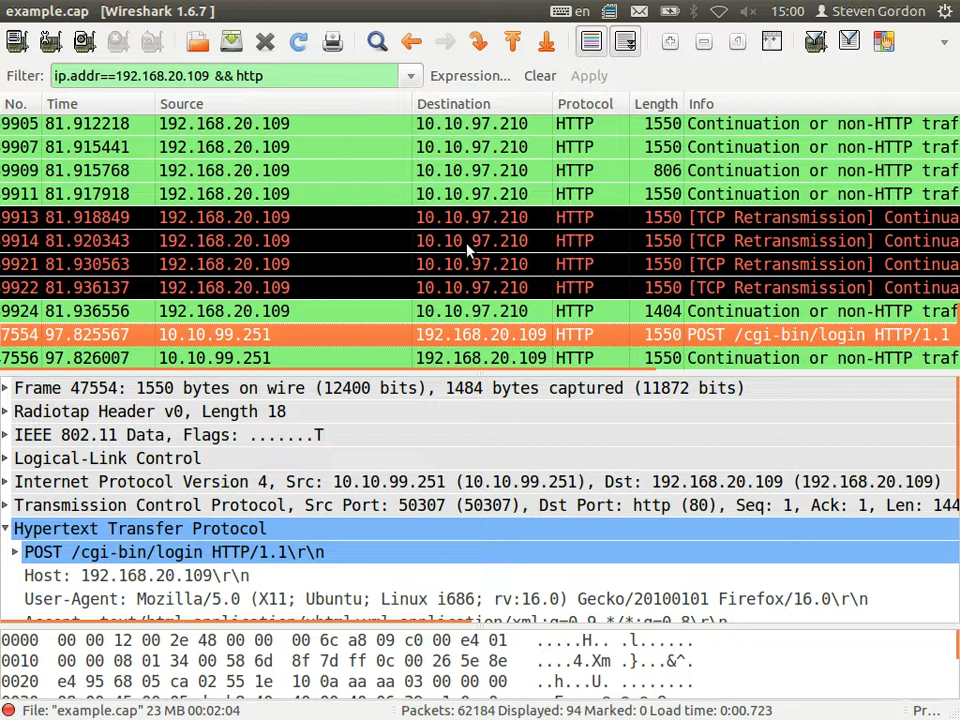 example.cap [Wireshark 1.6.7 ] en 15:00 Steven Gordon
Filter: ip.addr==192.168.20.109 && http Expression... Clear Apply
No. Time Source Destination Protocol Length Info
9905 81.912218 192.168.20.109 10.10.97.210 HTTP 1550 Continuation or non-HTTP traf
9907 81.915441 192.168.20.109 10.10.97.210 HTTP 1550 Continuation or non-HTTP traf
9909 81.915768 192.168.20.109 10.10.97.210 HTTP 806 Continuation or non-HTTP traf
9911 81.917918 192.168.20.109 10.10.97.210 HTTP 1550 Continuation or non-HTTP traf
9913 81.918849 192.168.20.109 10.10.97.210 HTTP 1550 [TCP Retransmission] Continua
9914 81.920343 192.168.20.109 10.10.97.210 HTTP 1550 [TCP Retransmission] Continua
9921 81.930563 192.168.20.109 10.10.97.210 HTTP 1550 [TCP Retransmission] Continua
9922 81.936137 192.168.20.109 10.10.97.210 HTTP 1550 [TCP Retransmission] Continua
9924 81.936556 192.168.20.109 10.10.97.210 HTTP 1404 Continuation or non-HTTP traf
7554 97.825567 10.10.99.251 192.168.20.109 HTTP 1550 POST /cgi-bin/login HTTP/1.1
7556 97.826007 10.10.99.251 192.168.20.109 HTTP 1550 Continuation or non-HTTP traf
Frame 47554: 1550 bytes on wire (12400 bits), 1484 bytes captured (11872 bits)
Radiotap Header v0, Length 18
IEEE 802.11 Data, Flags: .......T
Logical-Link Control
Internet Protocol Version 4, Src: 10.10.99.251 (10.10.99.251), Dst: 192.168.20.109 (192.168.20.109)
Transmission Control Protocol, Src Port: 50307 (50307), Dst Port: http (80), Seq: 1, Ack: 1, Len: 144
Hypertext Transfer Protocol
POST /cgi-bin/login HTTP/1.1\r\n
Host: 192.168.20.109\r\n
User-Agent: Mozilla/5.0 (X11; Ubuntu; Linux i686; rv:16.0) Gecko/20100101 Firefox/16.0\r\n
0000 00 00 12 00 2e 48 00 00 00 6c a8 09 c0 00 e4 01 .....H.. .l......
0010 00 00 08 01 34 00 58 6d 8f 7d ff 0c 00 26 5e 8e ....4.Xm .}...&^.
0020 e4 95 68 05 ca 02 55 1e 10 0a aa aa 03 00 00 00 ..h...U. ........
File: "example.cap" 23 MB 00:02:04 Packets: 62184 Displayed: 94 Marked: 0 Load time: 0:00.723 Pr...